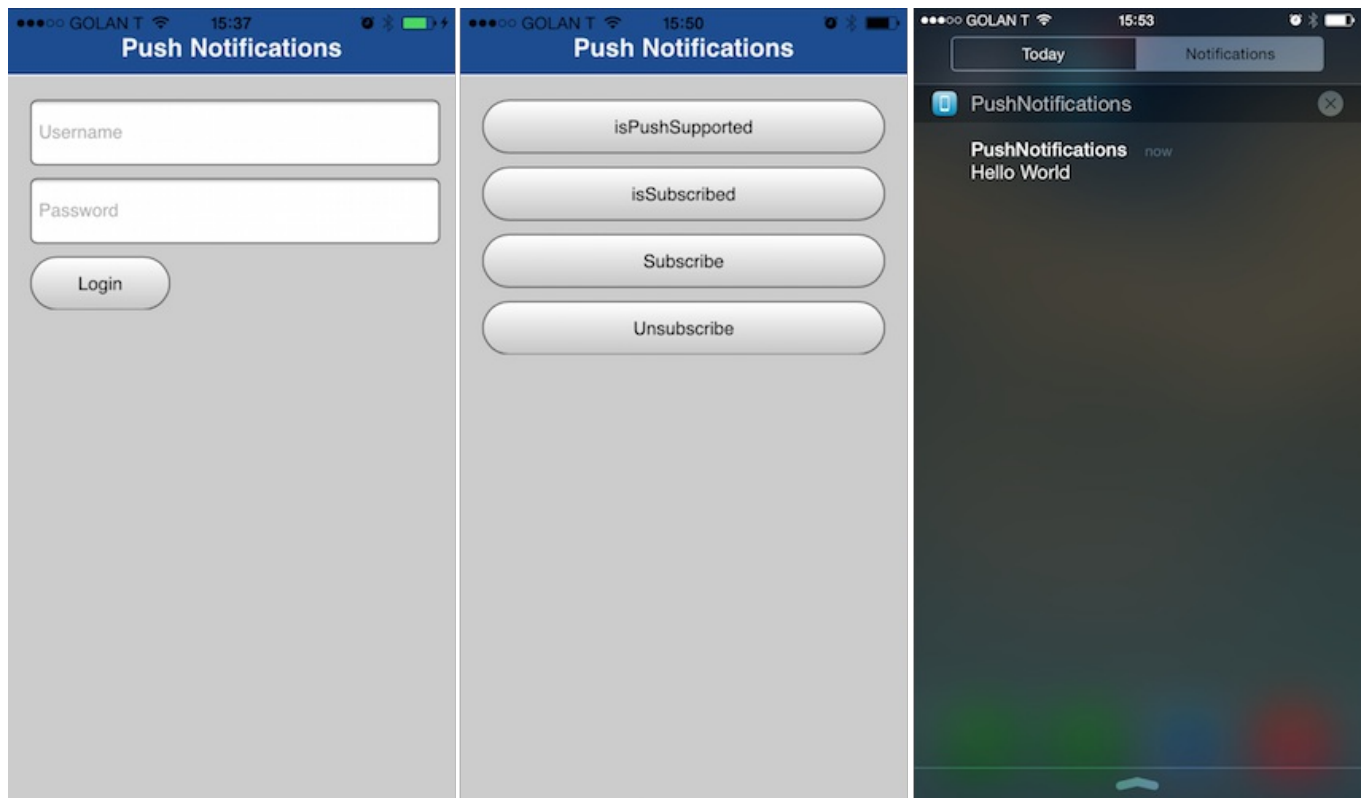 GOLAN T 15:37
Push Notifications
Username
Password
Login
GOLAN T 15:50
Push Notifications
isPushSupported
isSubscribed
Subscribe
Unsubscribe
GOLAN T 15:53
Today Notifications
PushNotifications
PushNotifications now
Hello World